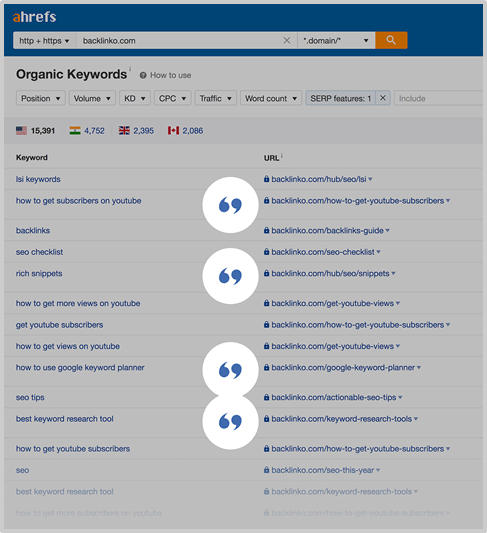 ahrefs
http + https backlinko.com *.domain/*
Organic Keywords i How to use
Position Volume KD CPC Traffic Word count SERP features: 1 Include
15,391 4,752 2,395 2,086
Keyword URL i
lsi keywords backlinko.com/hub/seo/lsi
how to get subscribers on youtube backlinko.com/how-to-get-youtube-subscribers
backlinks backlinko.com/backlinks-guide
seo checklist backlinko.com/seo-checklist
rich snippets backlinko.com/hub/seo/snippets
how to get more views on youtube backlinko.com/get-youtube-views
get youtube subscribers backlinko.com/how-to-get-youtube-subscribers
how to get views on youtube backlinko.com/get-youtube-views
how to use google keyword planner backlinko.com/google-keyword-planner
seo tips backlinko.com/actionable-seo-tips
best keyword research tool backlinko.com/keyword-research-tools
how to get youtube subscribers backlinko.com/how-to-get-youtube-subscribers
seo backlinko.com/seo-this-year
best keyword research tool backlinko.com/keyword-research-tools
how to get more subscribers on youtube backlinko.com/how-to-get-youtube-subscribers